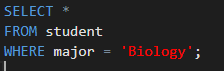 SELECT *
FROM student
WHERE major = 'Biology';